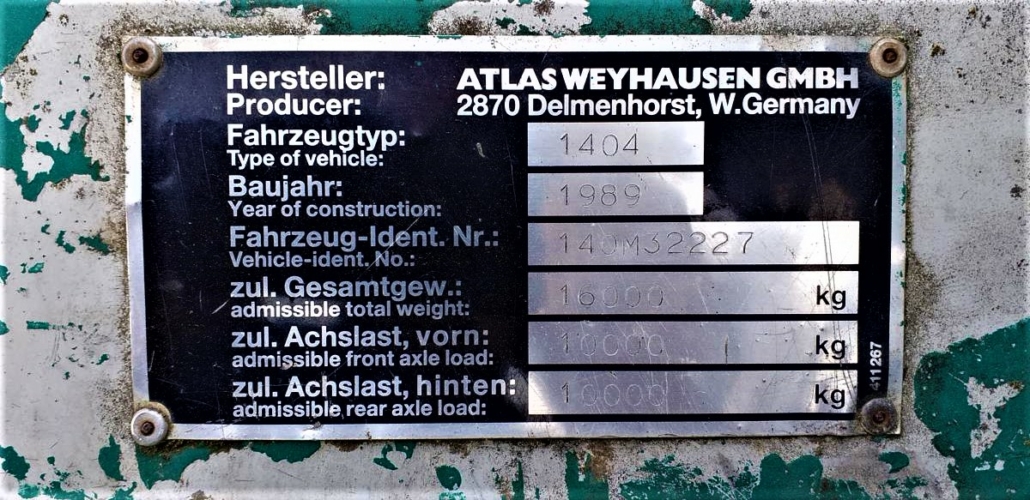 Hersteller: ATLAS WEYHAUSEN GMBH
Producer: 2870 Delmenhorst, W.Germany
Fahrzeugtyp: 1404
Type of vehicle:
Baujahr: 1989
Year of construction:
Fahrzeug-Ident. Nr.: 140M32227
Vehicle-ident. No.:
zul. Gesamtgew.: 16000 kg
admissible total weight:
zul. Achslast, vorn: 10000 kg
admissible front axle load:
zul. Achslast, hinten: 10000 kg
admissible rear axle load:
411267